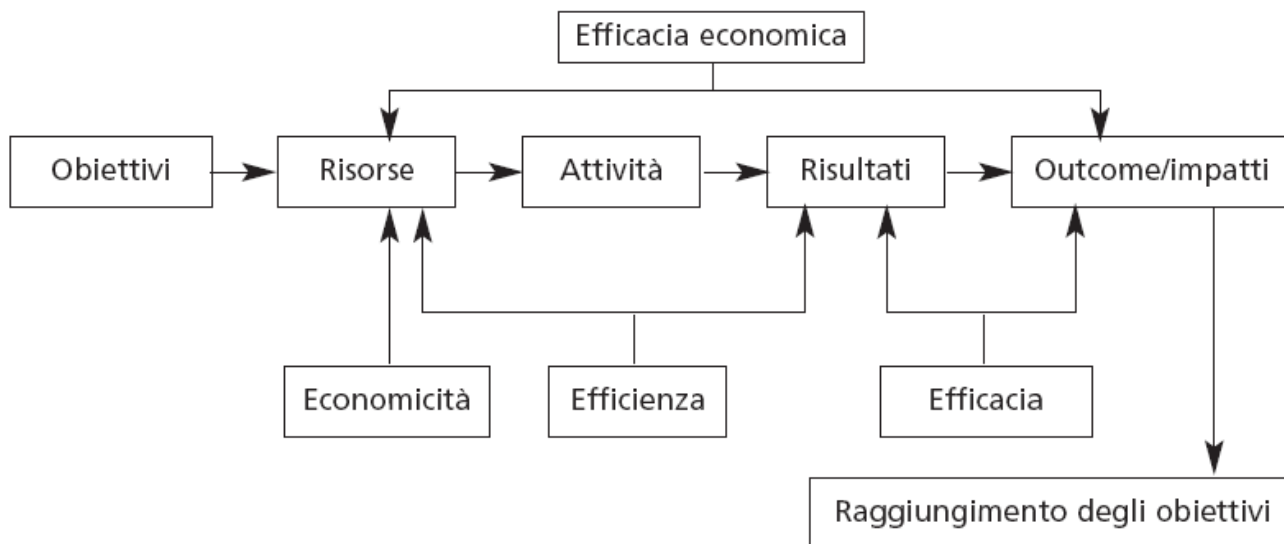 Efficacia economica
Obiettivi
Risorse
Attività
Risultati
Outcome/impatti
Economicità
Efficienza
Efficacia
Raggiungimento degli obiettivi